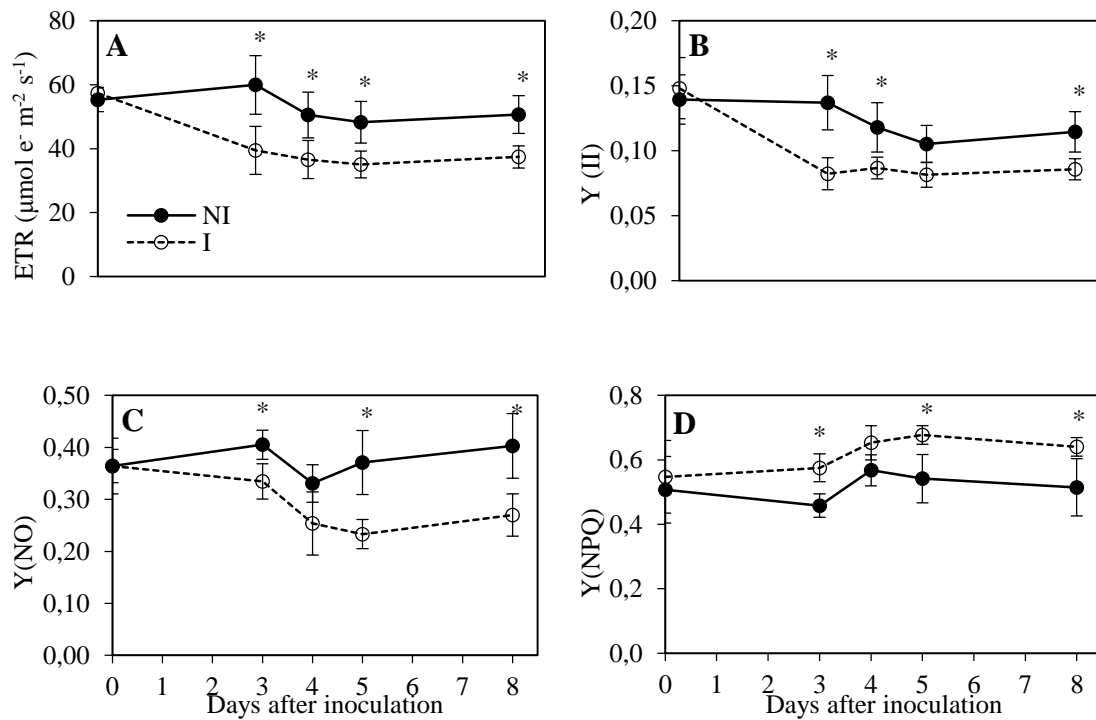 A
ETR (µmol e⁻ m⁻² s⁻¹)
80
60
40
20
0
* * * *
NI
I
B
Y (II)
0,20
0,15
0,10
0,05
0,00
* * *
C
Y(NO)
0,50
0,40
0,30
0,20
0,10
0,00
* * *
0 1 2 3 4 5 6 7 8
Days after inoculation
D
Y(NPQ)
0,8
0,6
0,4
0,2
0,0
* * *
0 1 2 3 4 5 6 7 8
Days after inoculation